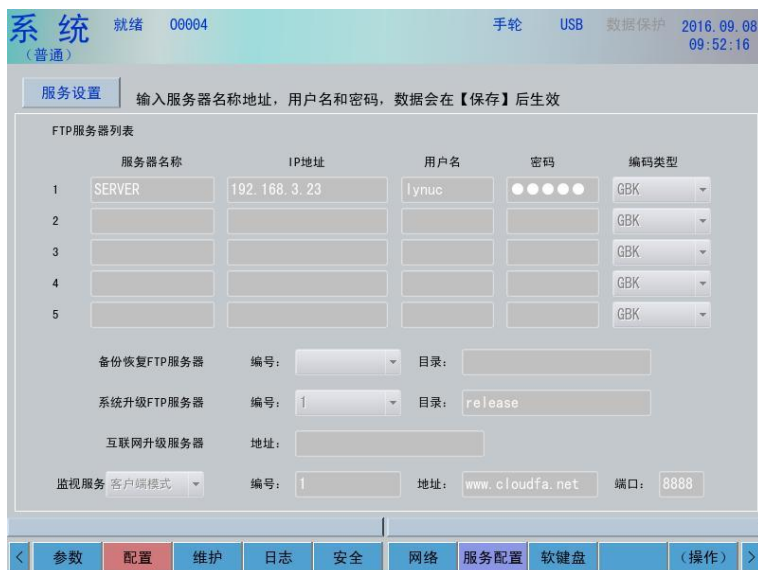 系 统 就绪 O0004 手轮 USB 数据保护 2016.09.08
(普通) 09:52:16
服务设置 输入服务器名称地址，用户名和密码，数据会在【保存】后生效
FTP服务器列表
服务器名称 IP地址 用户名 密码 编码类型
1 SERVER 192.168.3.23 lynuc ●●●●● GBK
2 GBK
3 GBK
4 GBK
5 GBK
备份恢复FTP服务器 编号： 目录：
系统升级FTP服务器 编号： 1 目录： release
互联网升级服务器 地址：
监视服务 客户端模式 编号： 1 地址： www.cloudfa.net 端口： 8888
< 参数 配置 维护 日志 安全 网络 服务配置 软键盘 (操作) >